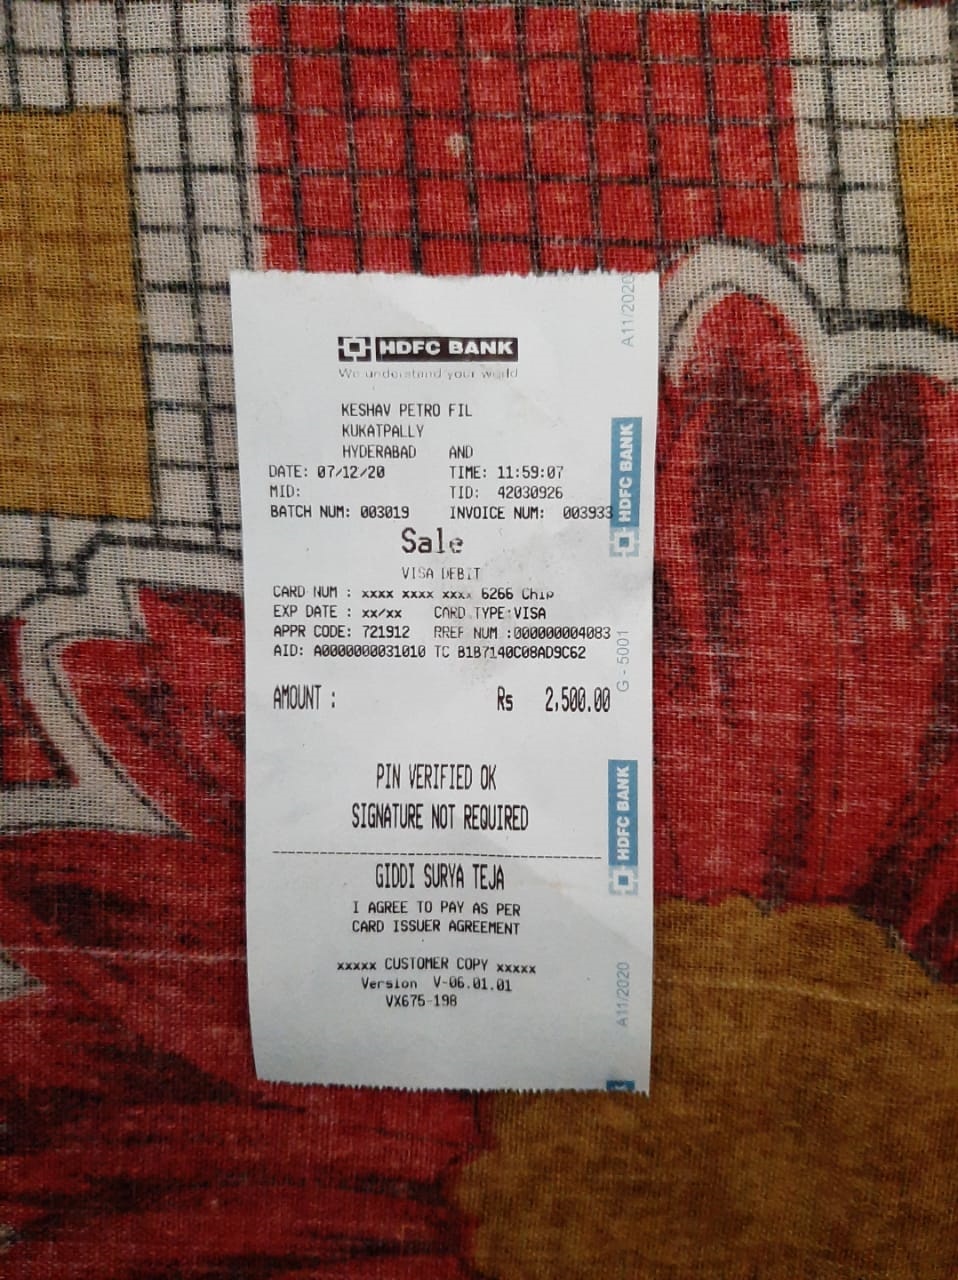 HDFC BANK
We understand your world
KESHAV PETRO FIL
KUKATPALLY
HYDERABAD AND
DATE: 07/12/20 TIME: 11:59:07
MID: TID: 42030926
BATCH NUM: 003019 INVOICE NUM: 003933
Sale
VISA DEBIT
CARD NUM : xxxx xxxx xxxx 6266 Chip
EXP DATE : xx/xx CARD TYPE:VISA
APPR CODE: 721912 RREF NUM :000000004083
AID: A0000000031010 TC B1B7140C08AD9C62
AMOUNT : Rs 2,500.00
PIN VERIFIED OK
SIGNATURE NOT REQUIRED
GIDDI SURYA TEJA
I AGREE TO PAY AS PER
CARD ISSUER AGREEMENT
xxxxx CUSTOMER COPY xxxxx
Version V-06.01.01
VX675-198
A11/2020
HDFC BANK
G-5001
HDFC BANK
A11/2020